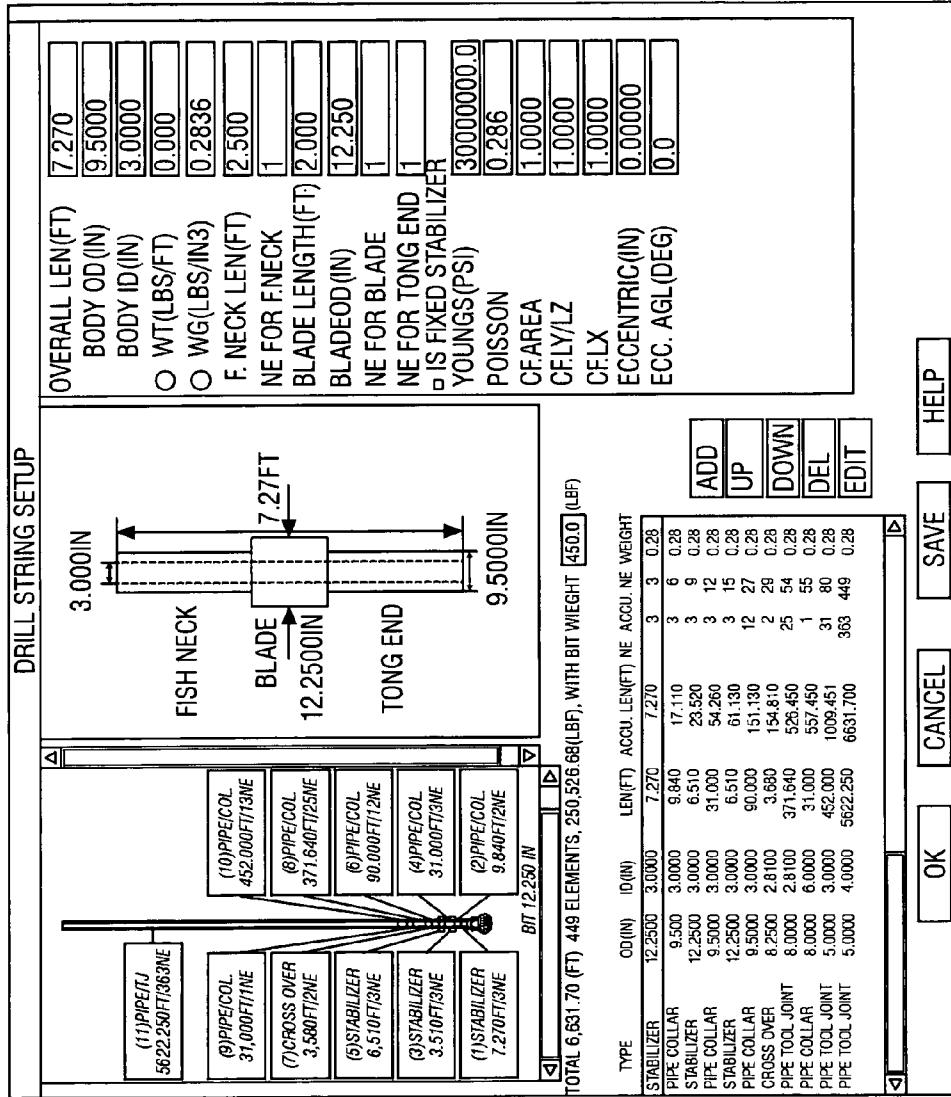 DRILL STRING SETUP
(11)PIPE/TJ
5622.250FT/363NE
(9)PIPE/COL.
31,000FT/1NE
(7)CROSS OVER
3,580FT/2NE
(5)STABILIZER
6,510FT/3NE
(3)STABILIZER
3.510FT/3NE
(1)STABILIZER
7.270FT/3NE
(10)PIPE/COL.
452.000FT/13NE
(8)PIPE/COL.
371.640FT/25NE
(6)PIPE/COL.
90.000FT/12NE
(4)PIPE/COL.
31.000FT/3NE
(2)PIPE/COL.
9.840FT/2NE
BIT 12.250 IN
3.000IN
FISH NECK
7.27FT
BLADE
12.2500IN
TONG END
9.5000IN
OVERALL LEN(FT) 7.270
BODY OD(IN) 9.5000
BODY ID(IN) 3.0000
WT(LBS/FT) 0.000
WG(LBS/IN3) 0.2836
F. NECK LEN(FT) 2.500
NE FOR F.NECK 1
BLADE LENGTH(FT) 2.000
BLADEOD(IN) 12.250
NE FOR BLADE 1
NE FOR TONG END 1
IS FIXED STABILIZER
YOUNGS(PSI) 30000000.0
POISSON 0.286
CF.AREA 1.0000
CF.LY/LZ 1.0000
CF.LX 1.0000
ECCENTRIC(IN) 0.00000
ECC. AGL(DEG) 0.0
TOTAL 6,631.70 (FT) 449 ELEMENTS, 250,526.68(LBF), WITH BIT WIEGHT 450.0 (LBF)
TYPE OD(IN) ID(IN) LEN(FT) ACCU. LEN(FT) NE ACCU. NE WEIGHT
STABILIZER 12.2500 3.0000 7.270 7.270 3 3 0.28
PIPE COLLAR 9.500 3.0000 9.840 17.110 3 6 0.28
STABILIZER 12.2500 3.0000 6.510 23.520 3 9 0.28
PIPE COLLAR 9.5000 3.0000 31.000 54.260 3 12 0.28
STABILIZER 12.2500 3.0000 6.510 61.130 3 15 0.28
PIPE COLLAR 9.5000 3.0000 90.000 151.130 12 27 0.28
CROSS OVER 8.2500 2.8100 3.680 154.810 2 29 0.28
PIPE TOOL JOINT 8.0000 2.8100 371.640 526.450 25 54 0.28
PIPE COLLAR 8.0000 6.0000 31.000 557.450 1 55 0.28
PIPE TOOL JOINT 5.0000 3.0000 452.000 1009.451 31 80 0.28
PIPE TOOL JOINT 5.0000 4.0000 5622.250 6631.700 363 449 0.28
ADD
UP
DOWN
DEL
EDIT
OK
CANCEL
SAVE
HELP